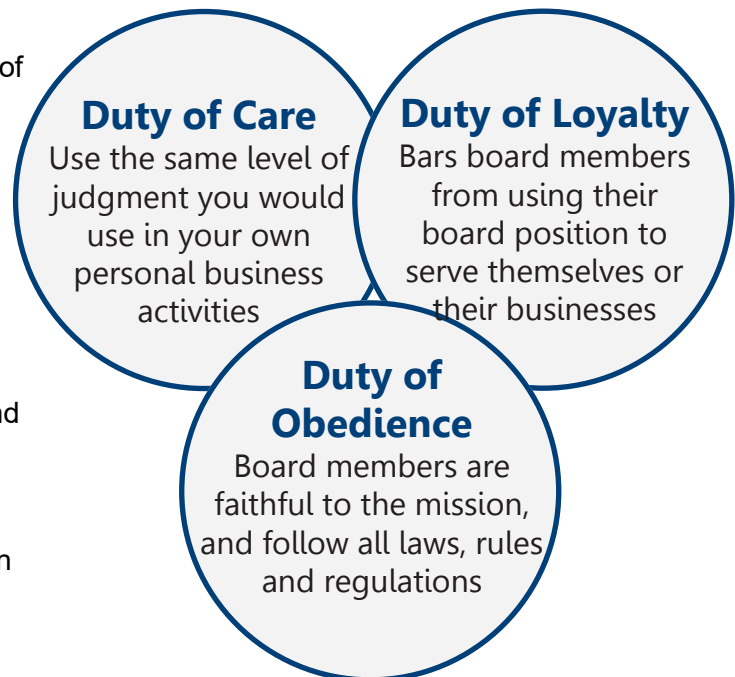 of
Duty of Care
Use the same level of
judgment you would
use in your own
personal business
activities
Duty of Loyalty
Bars board members
from using their
board position to
serve themselves or
their businesses
Duty of
Obedience
Board members are
faithful to the mission,
and follow all laws, rules
and regulations